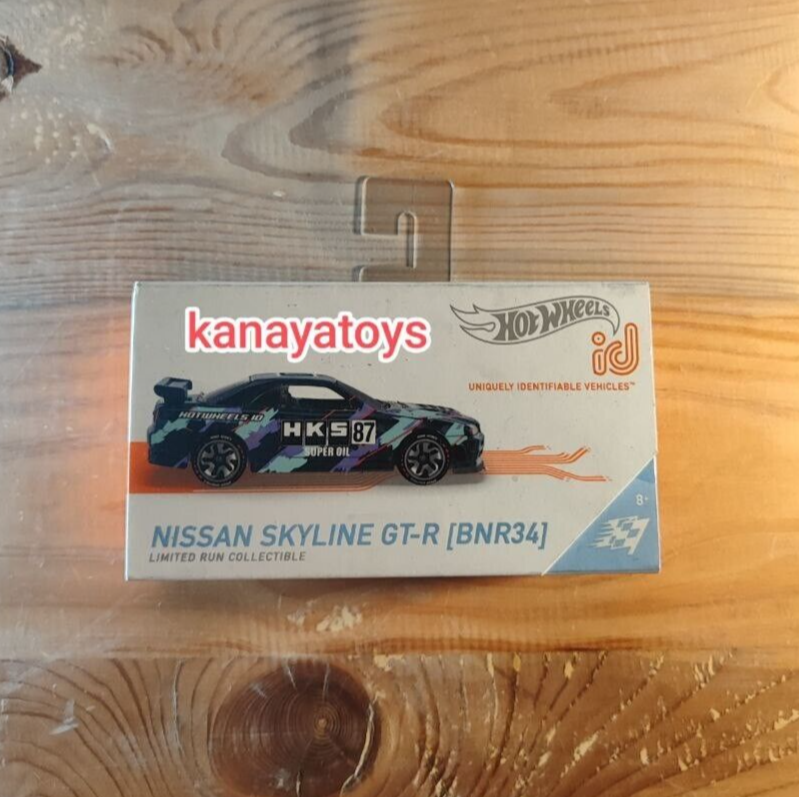 kanayatoys
HOT WHEELS
id
UNIQUELY IDENTIFIABLE VEHICLES™
HOTWHEELS iD
HKS 87
SUPER OIL
8+
NISSAN SKYLINE GT-R [BNR34]
LIMITED RUN COLLECTIBLE